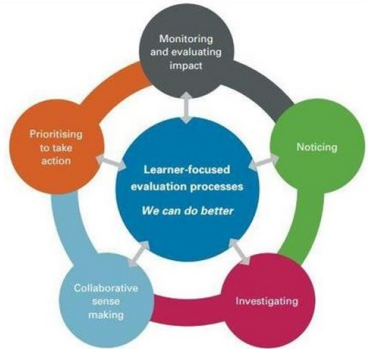 Monitoring
and evaluating
impact
Noticing
Investigating
Collaborative
sense
making
Prioritising
to take
action
Learner-focused
evaluation processes
We can do better